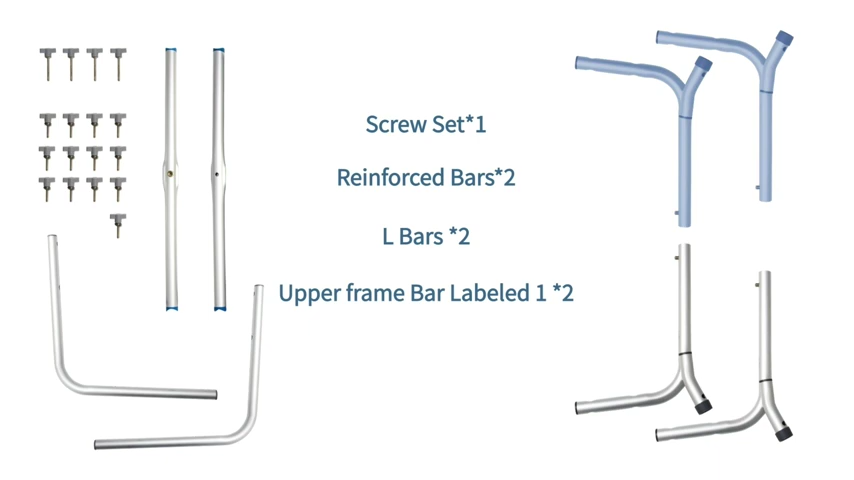 Screw Set*1
Reinforced Bars*2
L Bars *2
Upper frame Bar Labeled 1 *2